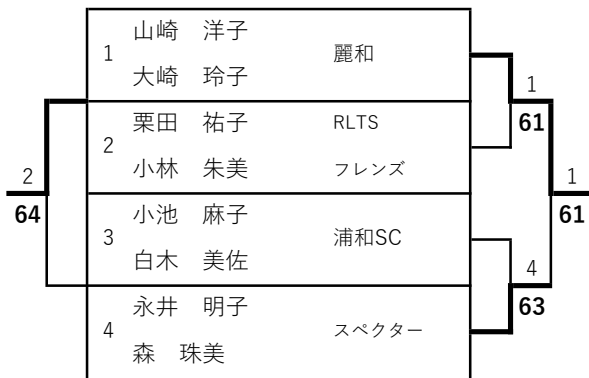 1 山崎 洋子 麗和
大崎 玲子
2 栗田 祐子 RLTS
小林 朱美 フレンズ
3 小池 麻子 浦和SC
白木 美佐
4 永井 明子 スペクター
森 珠美
2
64
1
61
4
63
1
61